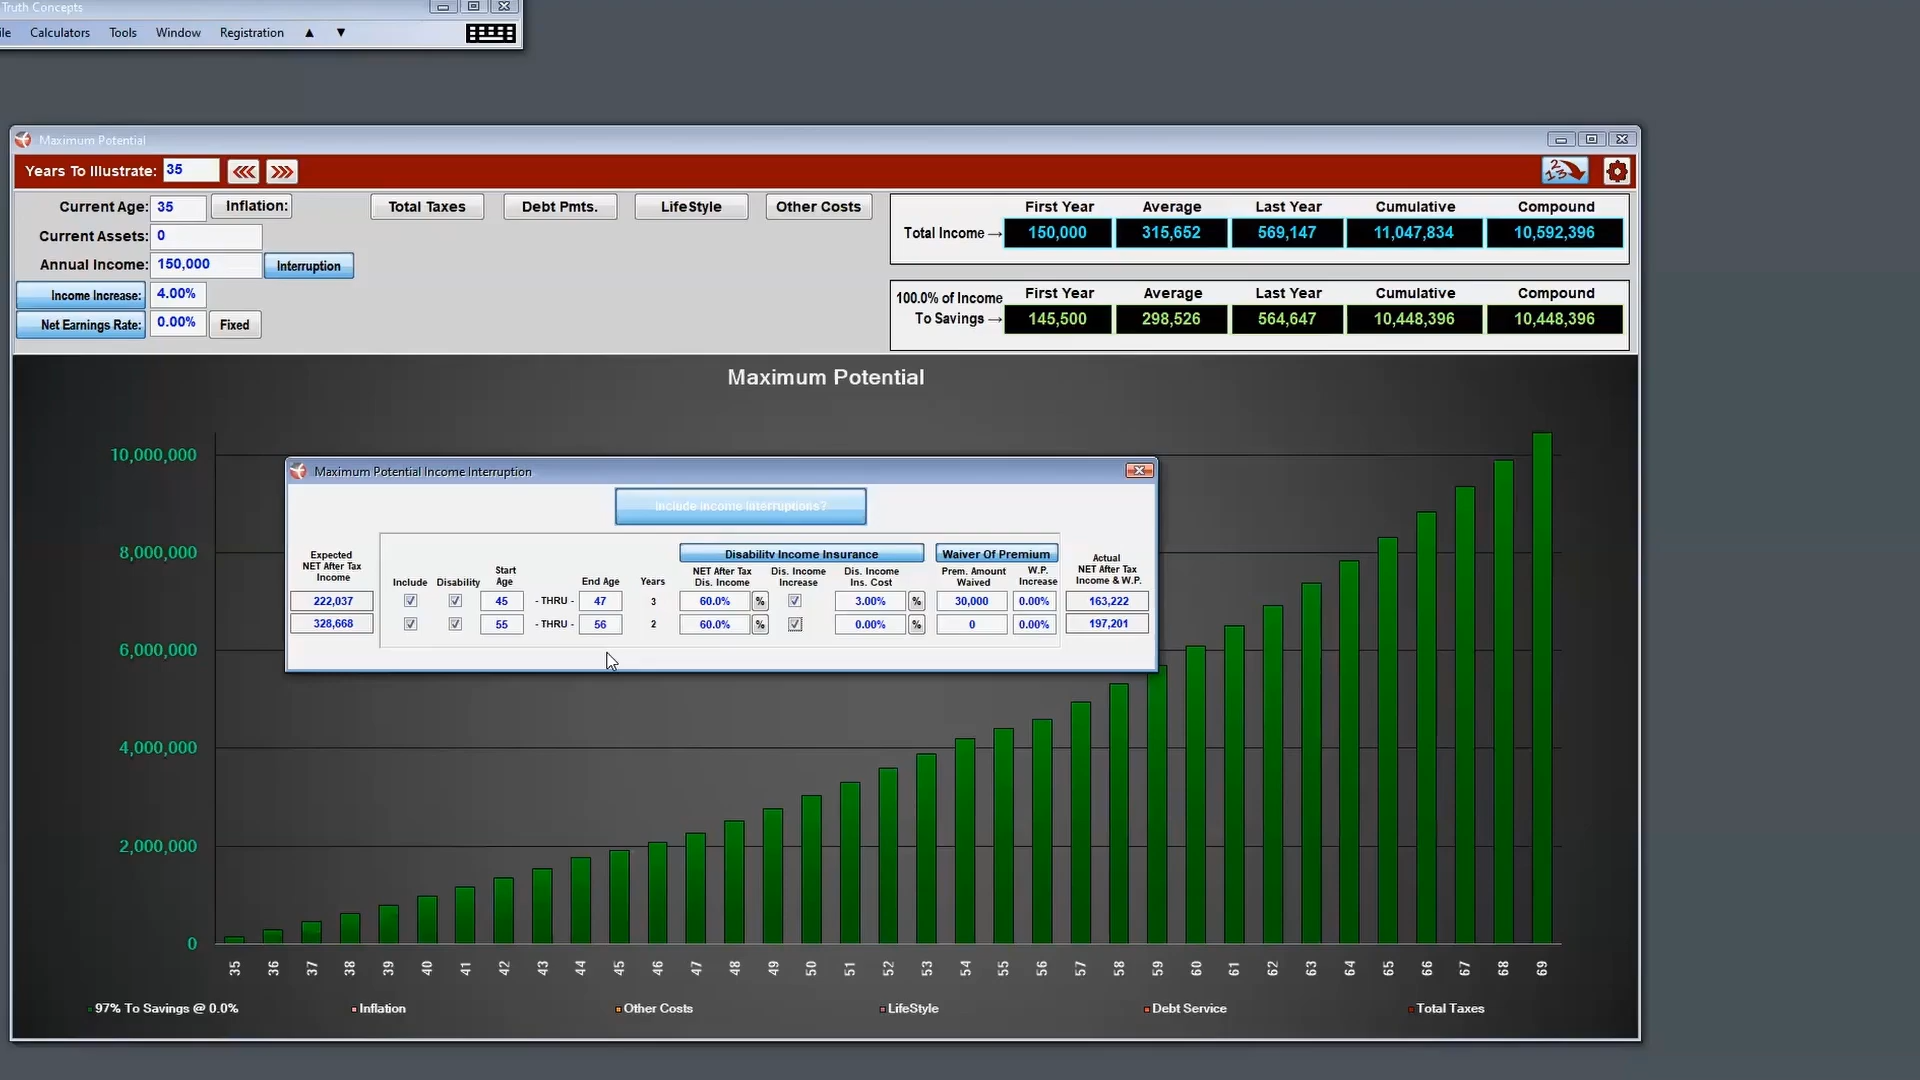 Truth Concepts
ile Calculators Tools Window Registration ▲ ▼
Maximum Potential
Years To Illustrate: 35
Current Age: 35 Inflation: Total Taxes Debt Pmts. LifeStyle Other Costs
Current Assets: 0
Annual Income: 150,000 Interruption
Income Increase: 4.00%
Net Earnings Rate: 0.00% Fixed
First Year Average Last Year Cumulative Compound
Total Income → 150,000 315,652 569,147 11,047,834 10,592,396
100.0% of Income First Year Average Last Year Cumulative Compound
To Savings → 145,500 298,526 564,647 10,448,396 10,448,396
Maximum Potential
10,000,000
8,000,000
6,000,000
4,000,000
2,000,000
0
Maximum Potential Income Interruption
Include Income Interruptions?
Disability Income Insurance Waiver Of Premium
Expected
NET After Tax
Income
Include Disability
Start
Age
End Age Years
NET After Tax
Dis. Income
Dis. Income
Increase
Dis. Income
Ins. Cost
Prem. Amount
Waived
W.P.
Increase
Actual
NET After Tax
Income & W.P.
222,037 45 - THRU - 47 3 60.0% % 3.00% % 30,000 0.00% 163,222
328,668 55 - THRU - 56 2 60.0% % 0.00% % 0 0.00% 197,201
35 36 37 38 39 40 41 42 43 44 45 46 47 48 49 50 51 52 53 54 55 56 57 58 59 60 61 62 63 64 65 66 67 68 69
97% To Savings @ 0.0% Inflation Other Costs LifeStyle Debt Service Total Taxes